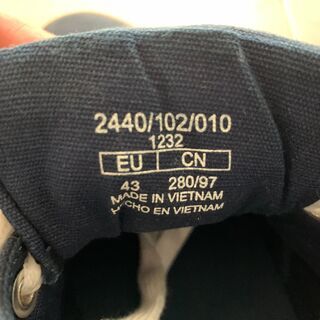 2440/102/010
1232
EU CN
43 280/97
MADE IN VIETNAM
HECHO EN VIETNAM